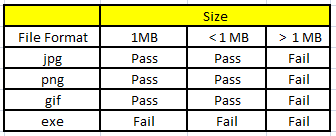 Size
File Format 1MB < 1 MB > 1 MB
jpg Pass Pass Fail
png Pass Pass Fail
gif Pass Pass Fail
exe Fail Fail Fail